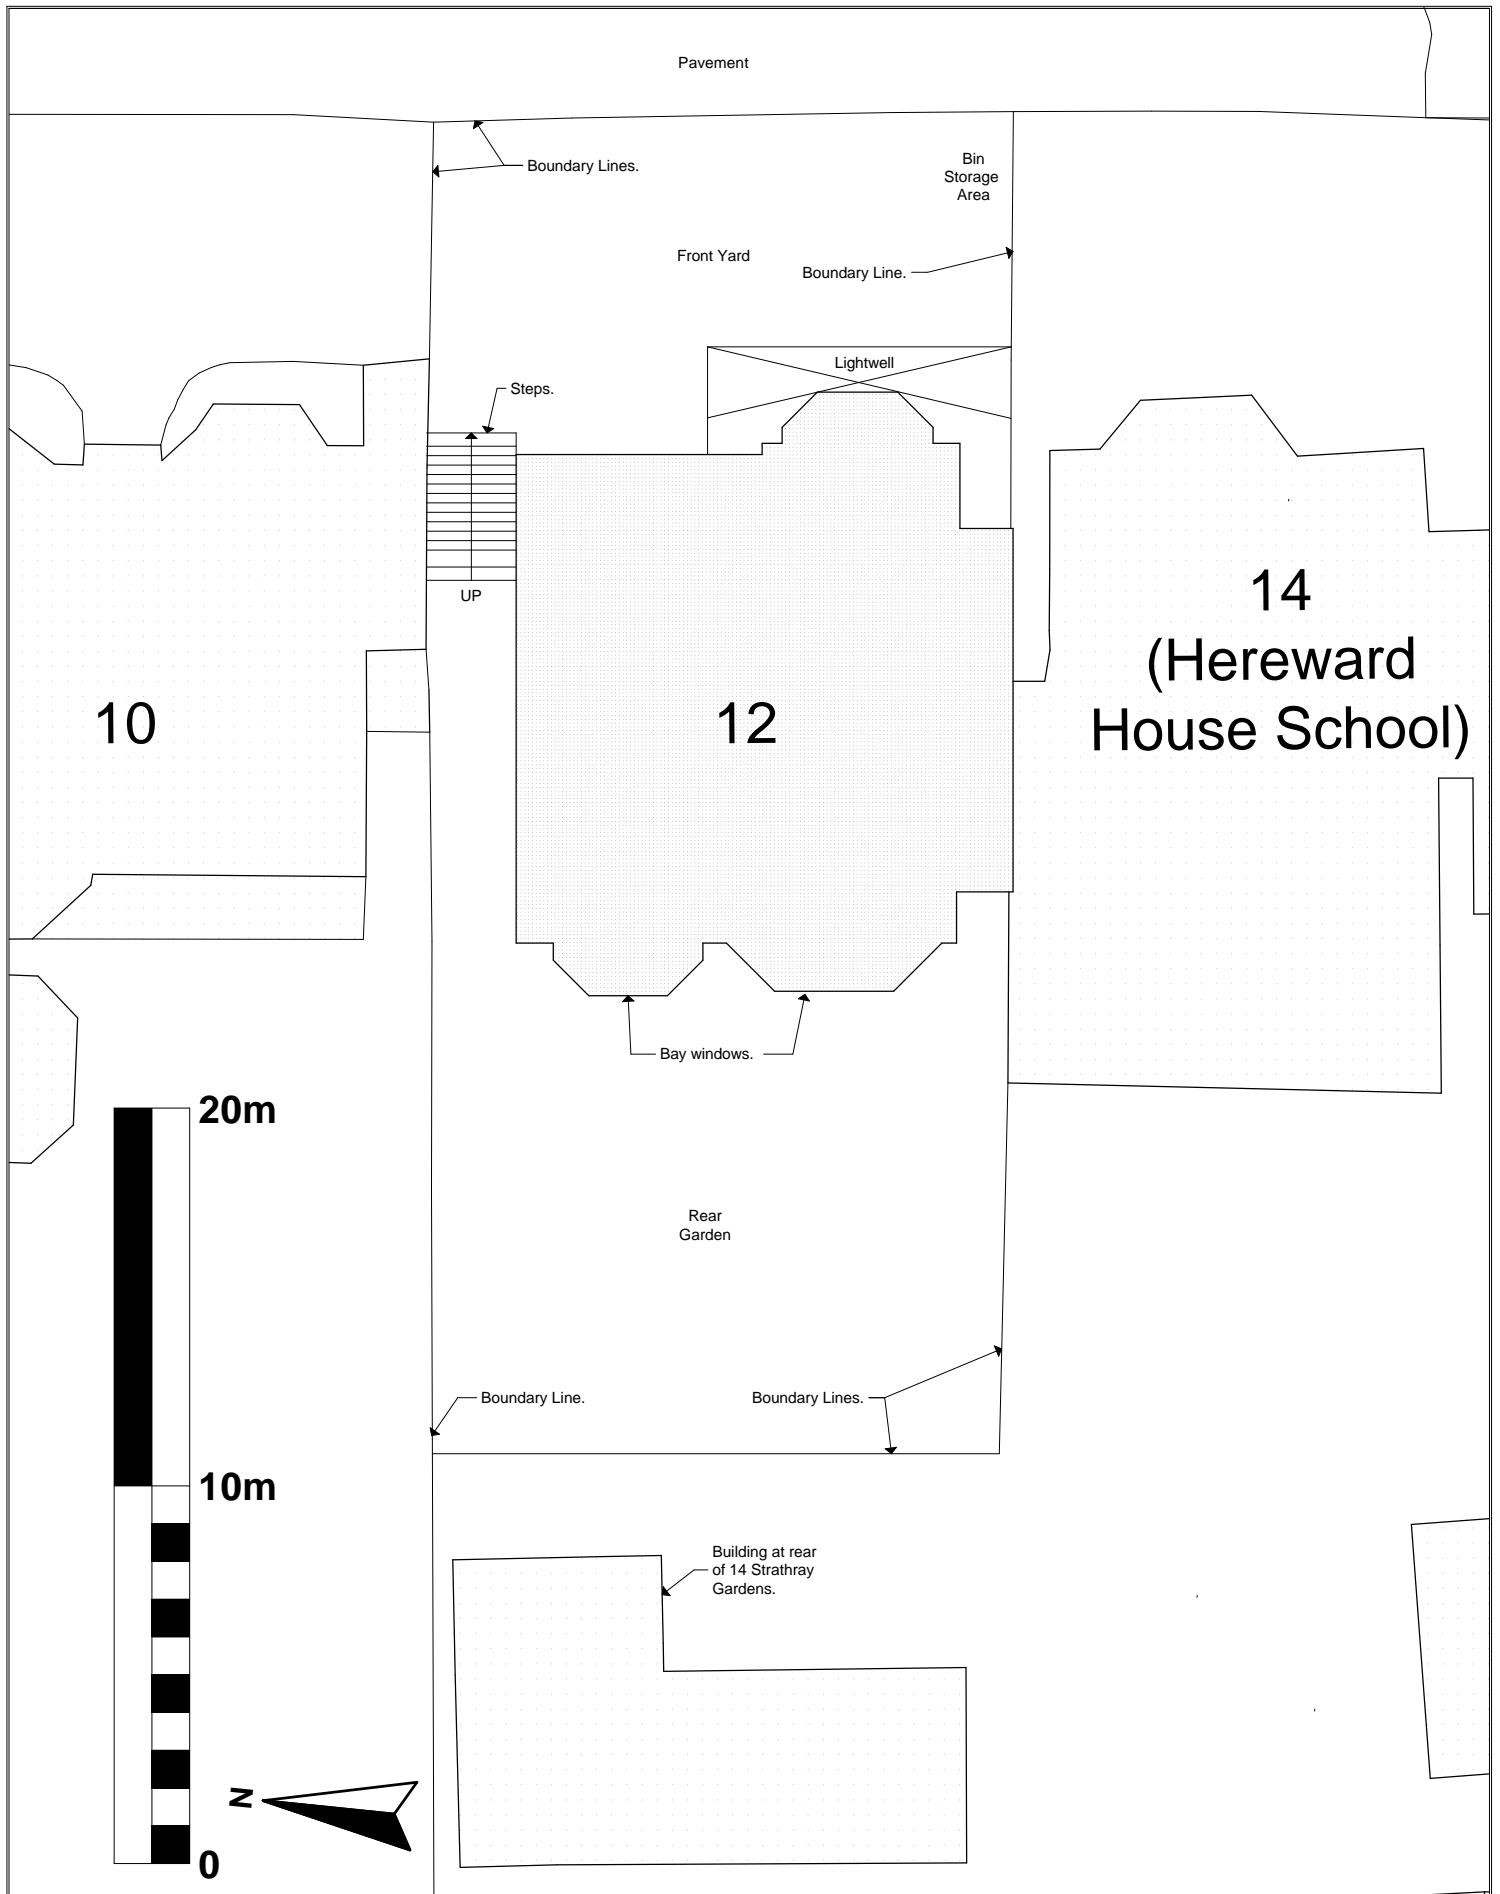 Pavement
Boundary Lines.
Bin
Storage
Area
Front Yard
Boundary Line.
Lightwell
Steps.
UP
10
12
14
(Hereward
House School)
Bay windows.
20m
Rear
Garden
Boundary Line.
Boundary Lines.
10m
Building at rear
of 14 Strathray
Gardens.
N
0